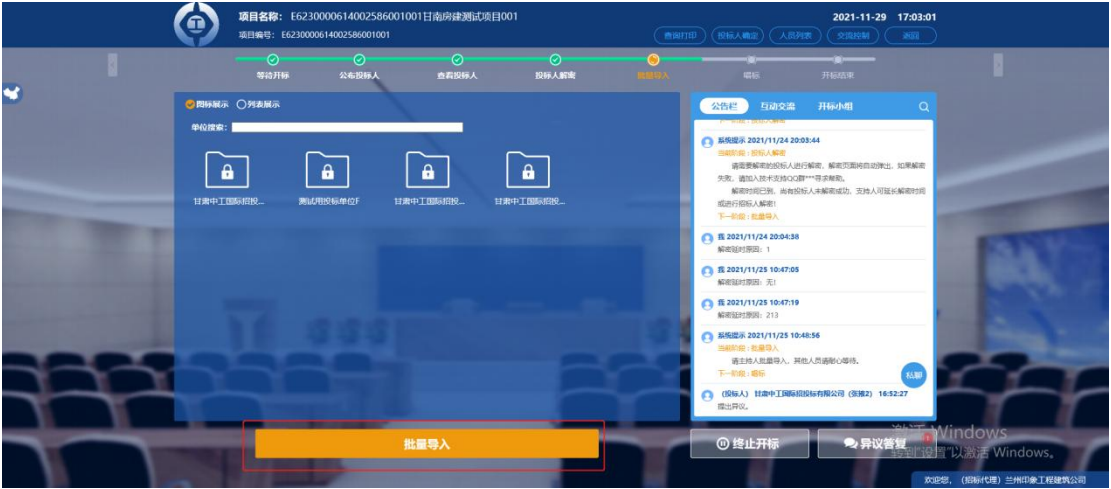 项目名称: E6230000614002586001001甘南房建测试项目001
项目编号: E6230000614002586001001
2021-11-29 17:03:01
查询打印 投标人确定 人员列表 交流控制 返回
等待开标 公布投标人 查看投标人 投标人解密 批量导入 唱标 开标结束
图标展示 列表展示
单位搜索:
甘肃中工国际招投... 测试用投标单位F 甘肃中工国际招投... 甘肃中工国际招投...
公告栏 互动交流 开标小组
下一阶段 : 投标人解密
系统提示 2021/11/24 20:03:44
当前阶段 : 投标人解密
请需要解密的投标人进行解密, 解密页面将自动弹出, 如果解密
失败, 请加入技术支持QQ群***寻求帮助。
解密时间已到, 尚有投标人未解密成功, 主持人可延长解密时间
或进行招标人解密!
下一阶段 : 批量导入
我 2021/11/24 20:04:38
解密延时原因: 1
我 2021/11/25 10:47:05
解密延时原因: 无!
我 2021/11/25 10:47:19
解密延时原因: 213
系统提示 2021/11/25 10:48:56
当前阶段 : 批量导入
请主持人批量导入, 其他人员请耐心等待。
下一阶段 : 唱标
私聊
(投标人) 甘肃中工国际招投标有限公司 (张推2) 16:52:27
提出异议。
批量导入
终止开标
异议答复
激活 Windows
转到"设置"以激活 Windows。
欢迎您, (招标代理) 兰州印象工程建筑公司